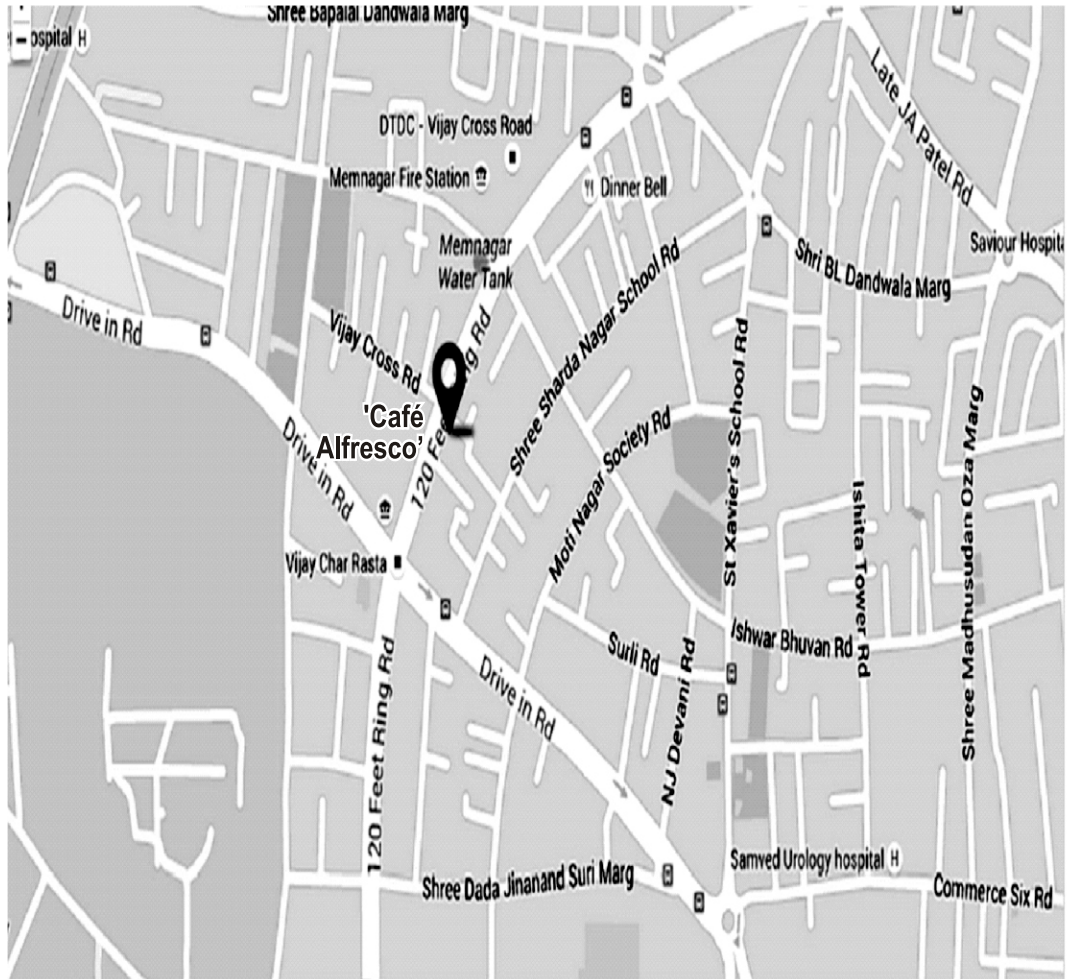 Shree Bapalal Dandwala Marg
ospital H
Late JA Patel Rd
DTDC - Vijay Cross Road
Memnagar Fire Station
Dinner Bell
Memnagar
Water Tank
Saviour Hospita
Shri BL Dandwala Marg
Drive in Rd
Vijay Cross Rd
Shree Sharda Nagar School Rd
'Café
Alfresco'
120 Fee
ng Rd
Moti Nagar Society Rd
St Xavier's School Rd
Shree Madhusudan Oza Marg
Drive in Rd
Ishita Tower Rd
Vijay Char Rasta
Ishwar Bhuvan Rd
Surli Rd
Drive in Rd
NJ Devani Rd
120 Feet Ring Rd
Samved Urology hospital H
Shree Dada Jinanand Suri Marg
Commerce Six Rd